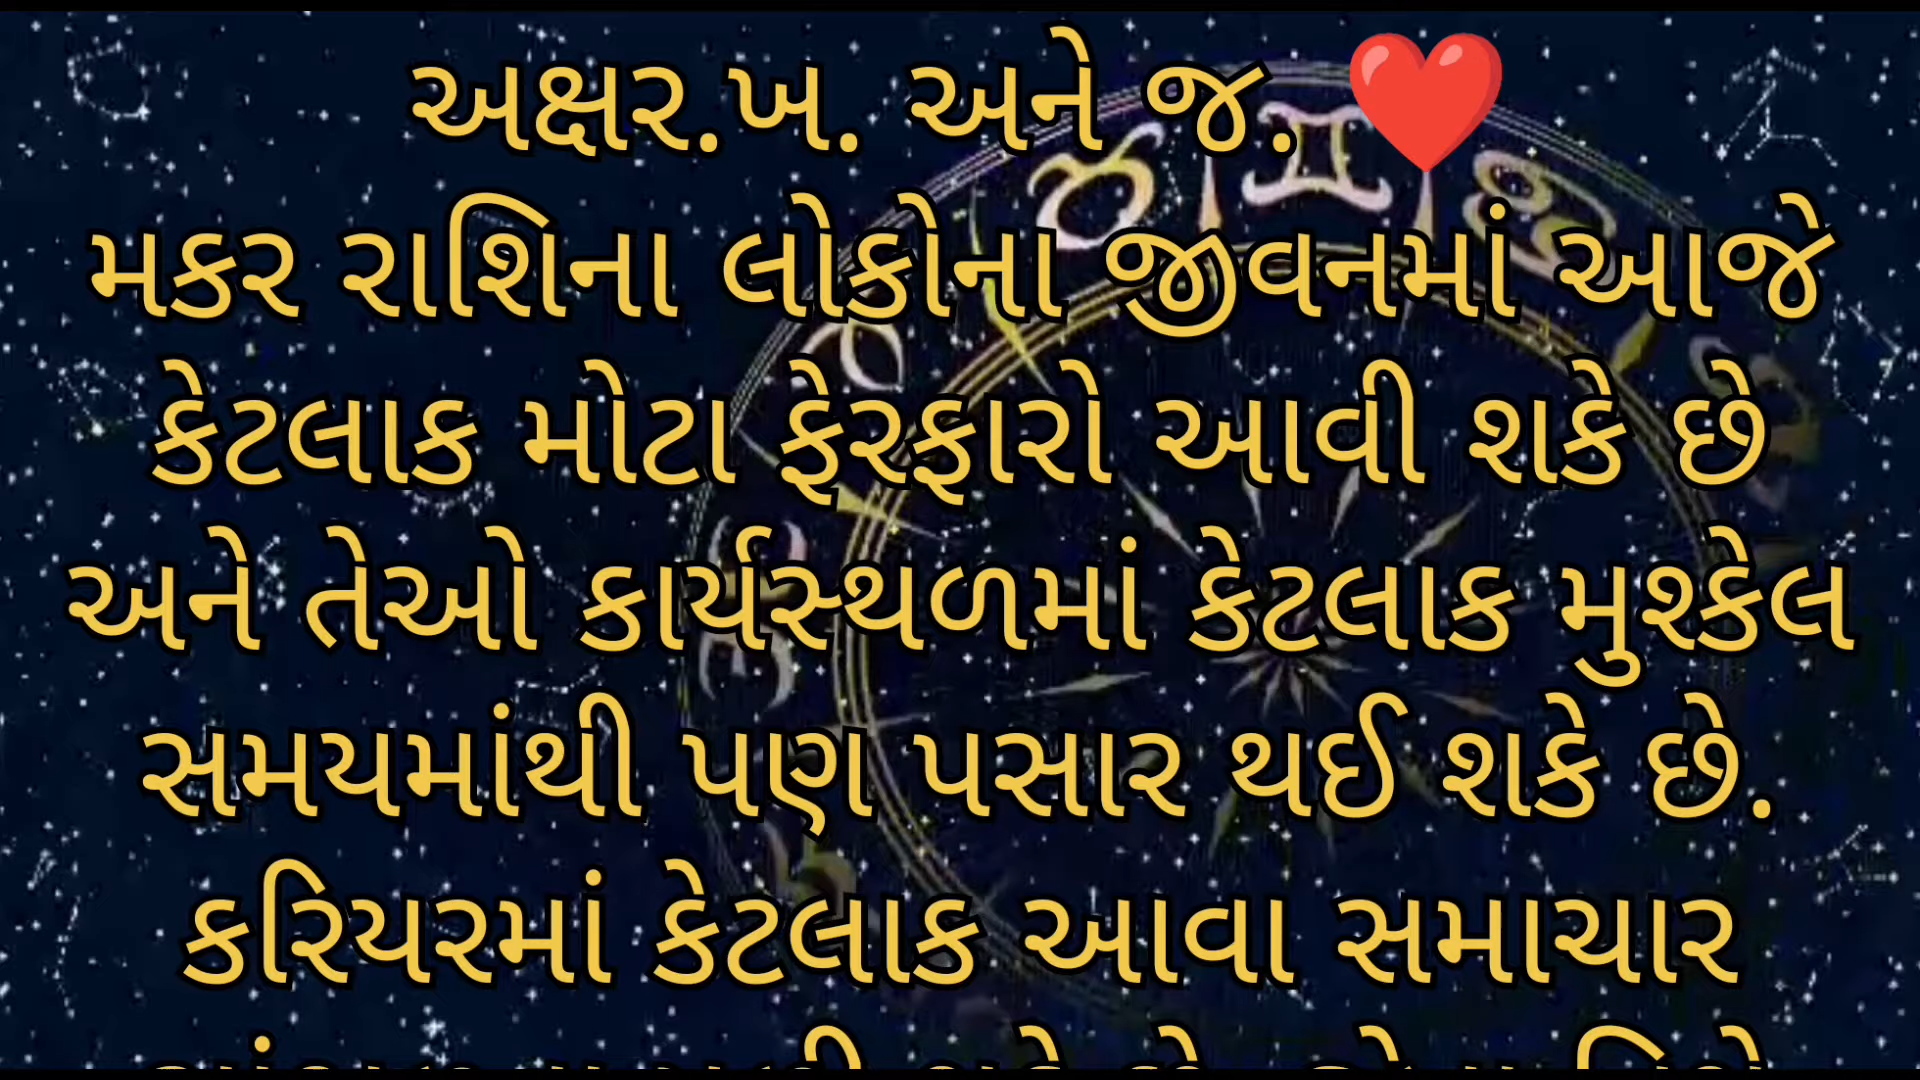 અક્ષર.ખ. અને જ. ❤️
મકર રાશિના લોકોના જીવનમાં આજે
કેટલાક મોટા ફેરફારો આવી શકે છે
અને તેઓ કાર્યસ્થળમાં કેટલાક મુશ્કેલ
સમયમાંથી પણ પસાર થઈ શકે છે.
કરિયરમાં કેટલાક આવા સમાચાર